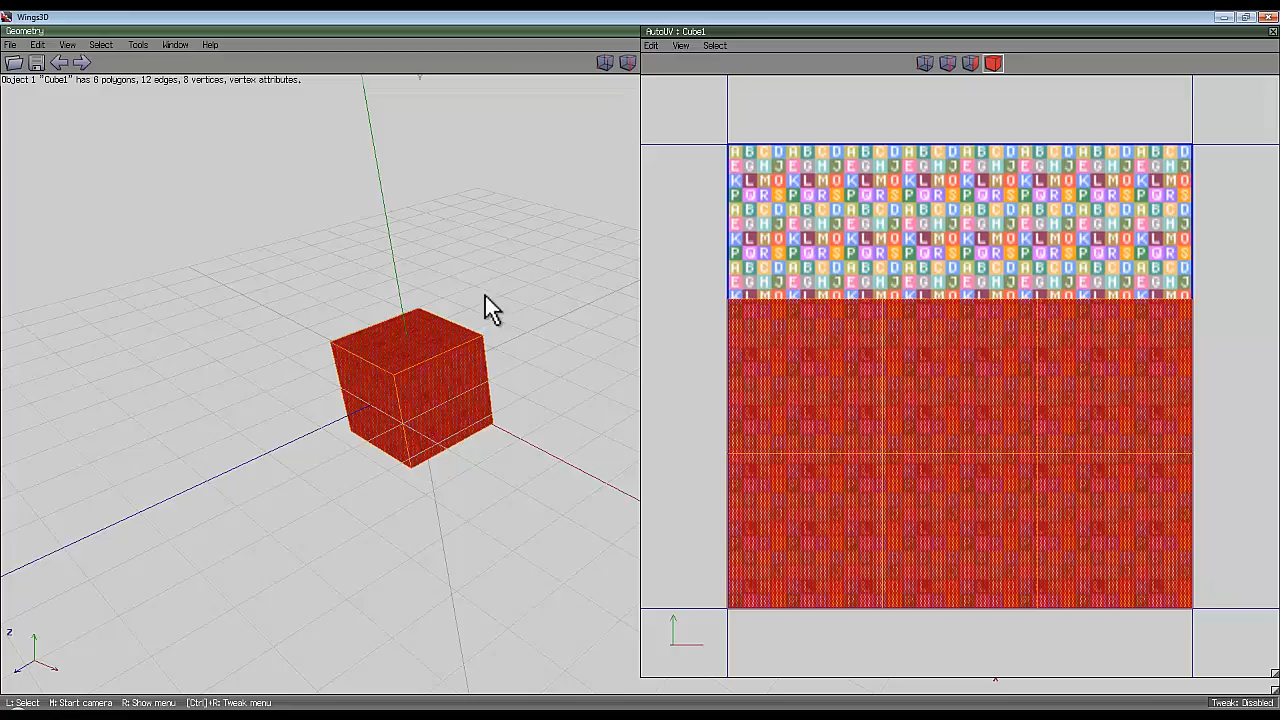 Wings3D
Geometry
AutoUV : Cube1
File Edit View Select Tools Window Help
Edit View Select
Object 1 "Cube1" has 6 polygons, 12 edges, 8 vertices, vertex attributes.
Y
A B C D A B C D A B C D A B C D A B C D A B C D A B C D A B C D
E G H J E G H J E G H J E G H J E G H J E G H J E G H J E G H J
K L M O K L M O K L M O K L M O K L M O K L M O K L M O K L M O
P Q R S P Q R S P Q R S P Q R S P Q R S P Q R S P Q R S P Q R S
A B C D A B C D A B C D A B C D A B C D A B C D A B C D A B C D
E G H J E G H J E G H J E G H J E G H J E G H J E G H J E G H J
K L M O K L M O K L M O K L M O K L M O K L M O K L M O K L M O
P Q R S P Q R S P Q R S P Q R S P Q R S P Q R S P Q R S P Q R S
A B C D A B C D A B C D A B C D A B C D A B C D A B C D A B C D
E G H J E G H J E G H J E G H J E G H J E G H J E G H J E G H J
Z
X
L: Select M: Start camera R: Show menu [Ctrl]+R: Tweak menu
Tweak: Disabled